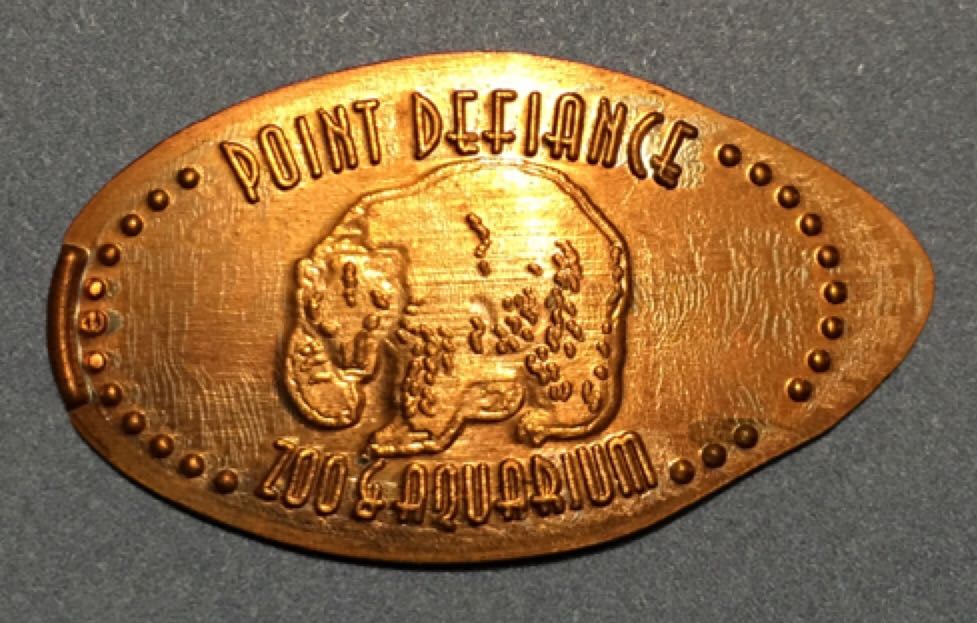 POINT DEFIANCE
ZOO & AQUARIUM